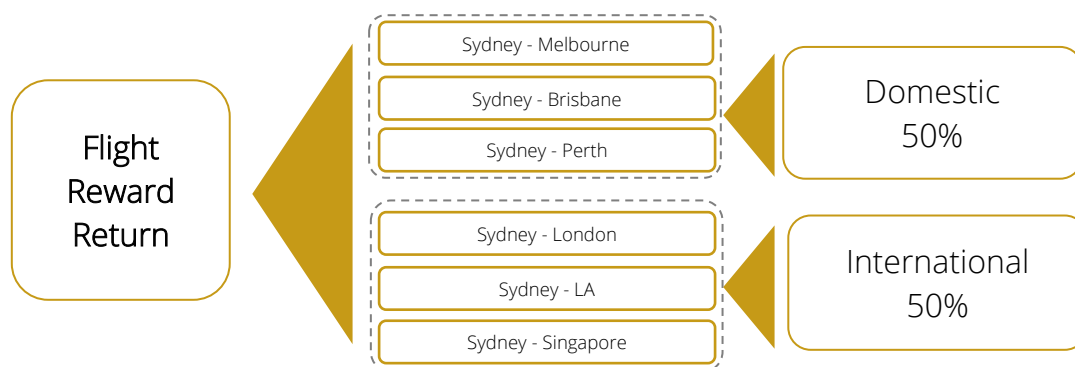 Flight
Reward
Return
Sydney - Melbourne
Sydney - Brisbane
Sydney - Perth
Sydney - London
Sydney - LA
Sydney - Singapore
Domestic
50%
International
50%